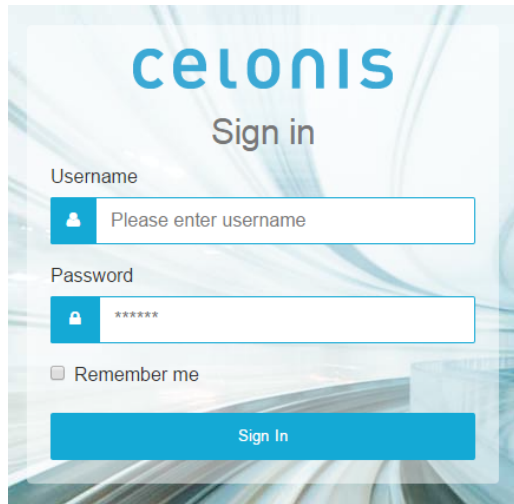 celonis
Sign in
Username
Please enter username
Password
******
Remember me
Sign In